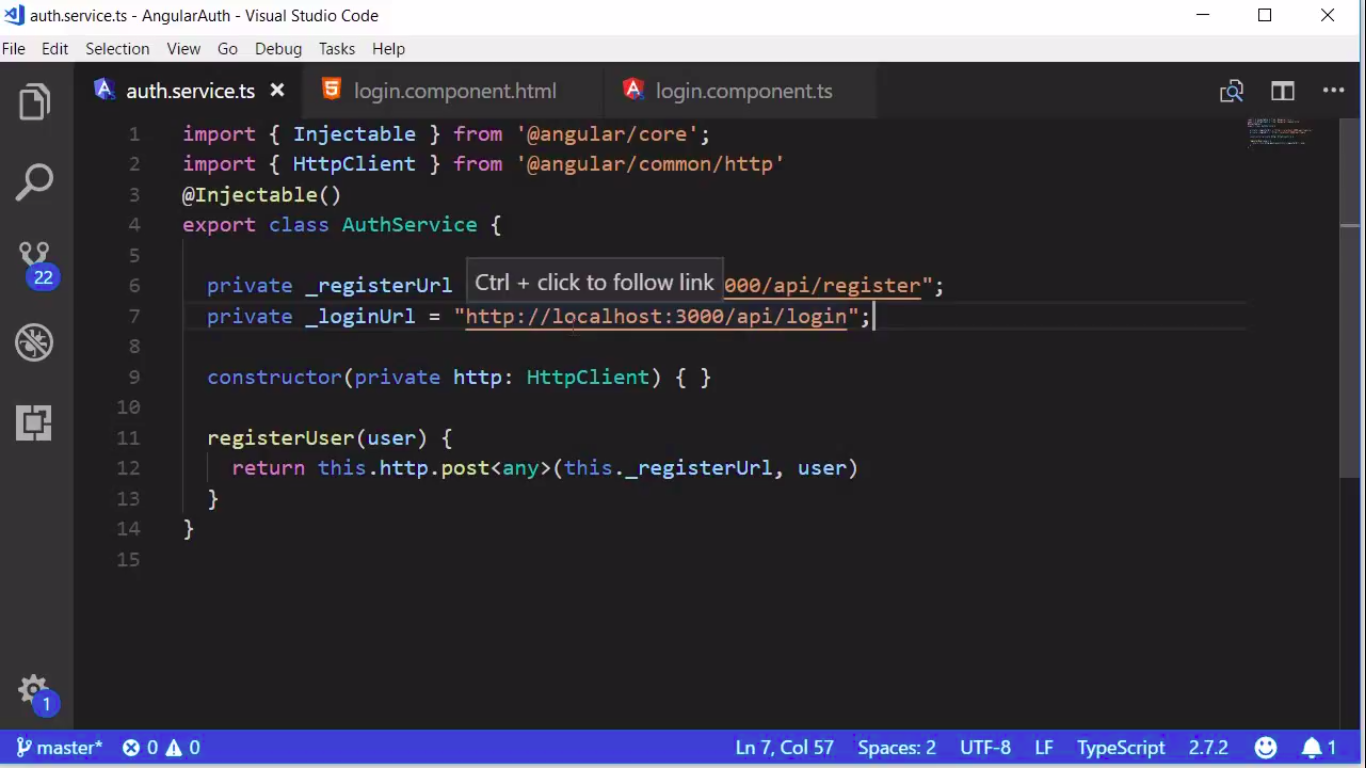 auth.service.ts - AngularAuth - Visual Studio Code
File Edit Selection View Go Debug Tasks Help
auth.service.ts login.component.html login.component.ts
1 import { Injectable } from '@angular/core';
2 import { HttpClient } from '@angular/common/http'
3 @Injectable()
4 export class AuthService {
5
6 private _registerUrl 000/api/register";
Ctrl + click to follow link
7 private _loginUrl = "http://localhost:3000/api/login";
8
9 constructor(private http: HttpClient) { }
10
11 registerUser(user) {
12 return this.http.post<any>(this._registerUrl, user)
13 }
14 }
15
22
1
master* 0 0 Ln 7, Col 57 Spaces: 2 UTF-8 LF TypeScript 2.7.2 1